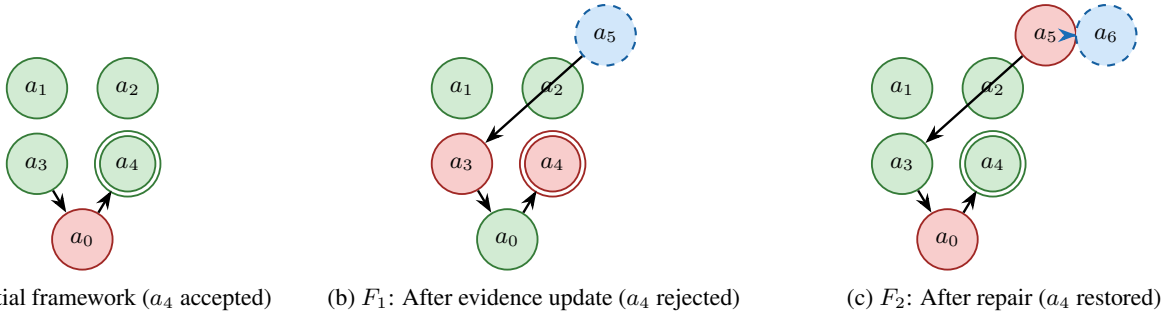 a₅
a₅ a₆
a₁ a₂
a₁ a₂
a₁ a₂
a₃ a₄
a₃ a₄
a₃ a₄
a₀
a₀
a₀
framework (a₄ accepted)
(b) F₁: After evidence update (a₄ rejected)
(c) F₂: After repair (a₄ restored)